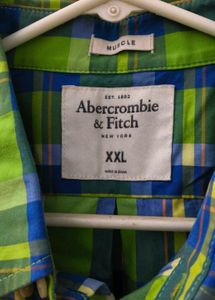 MUSCLE
EST. 1892
Abercrombie
& Fitch
NEW YORK
XXL